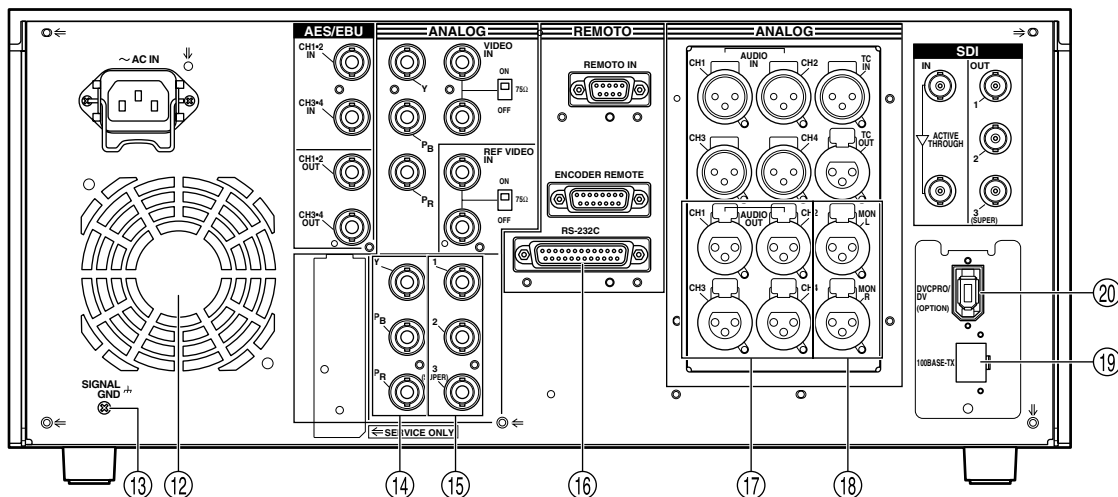 AES/EBU
ANALOG
REMOTO
ANALOG
SDI
～ AC IN
CH1•2
IN
CH3•4
IN
CH1•2
OUT
CH3•4
OUT
Y
PB
PR
VIDEO
IN
ON
75Ω
OFF
REF VIDEO
IN
ON
75Ω
OFF
REMOTO IN
ENCODER REMOTE
RS-232C
CH1
AUDIO
IN
CH2
TC
IN
CH3
CH4
TC
OUT
CH1
AUDIO
OUT
MON
L
CH3
MON
R
IN
OUT
1
ACTIVE
THROUGH
2
3
(SUPER)
DVCPRO/
DV
(OPTION)
100BASE-TX
Y
PB
PR
1
2
3
SIGNAL
GND
SERVICE ONLY
20
19
13
12
14
15
16
17
18